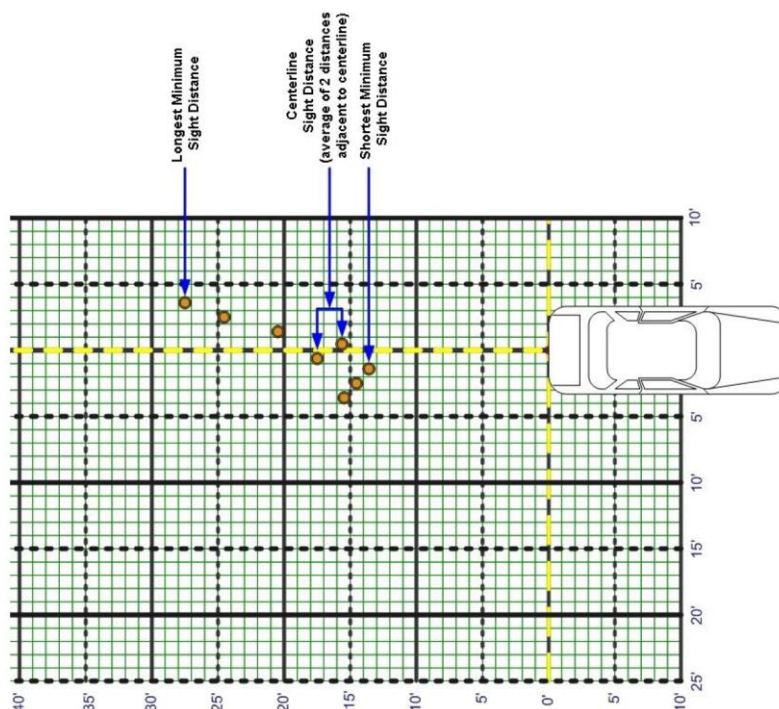 Longest Minimum
Sight Distance
Centerline
Sight Distance
(average of 2 distances
adjacent to centerline)
Shortest Minimum
Sight Distance
40'
35'
30'
25'
20'
15'
10'
5'
0'
5'
10'
10'
5'
5'
10'
15'
20'
25'